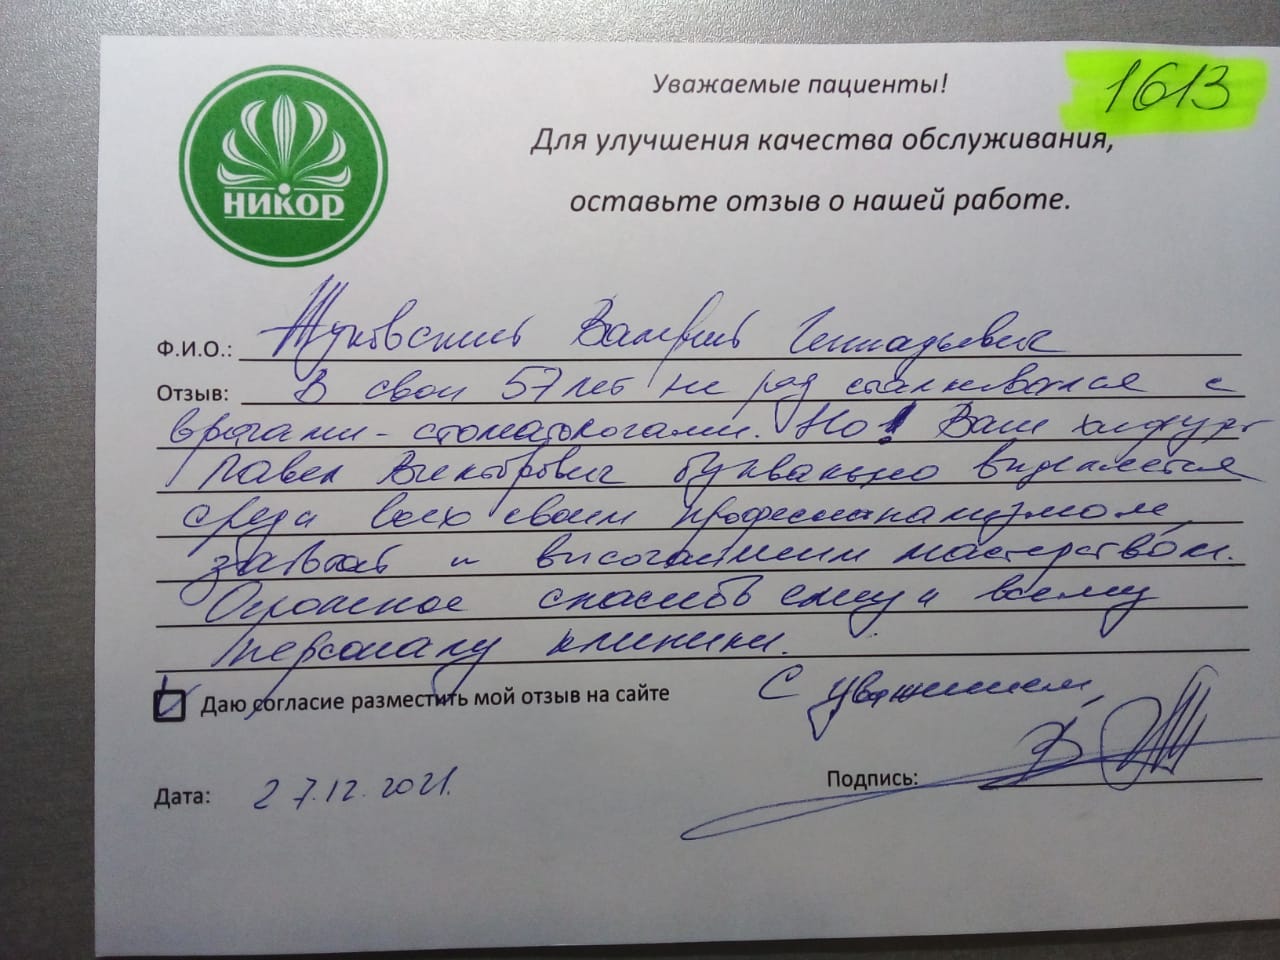 Уважаемые пациенты!
1613
Для улучшения качества обслуживания,
оставьте отзыв о нашей работе.
НИКОР
Ф.И.О.: Жуковский Валерий Геннадьевич
Отзыв: В свои 57 лет не раз сталкивался с
врачами-стоматологами. Но! Ваш хирург
Павел Викторович буквально выделяется
среди всех своим профессионализмом,
и высочайшим мастерством.
Огромное спасибо ему и всему
персоналу клиники.
С уважением,
Даю согласие разместить мой отзыв на сайте
Подпись:
Дата: 27.12.2021.